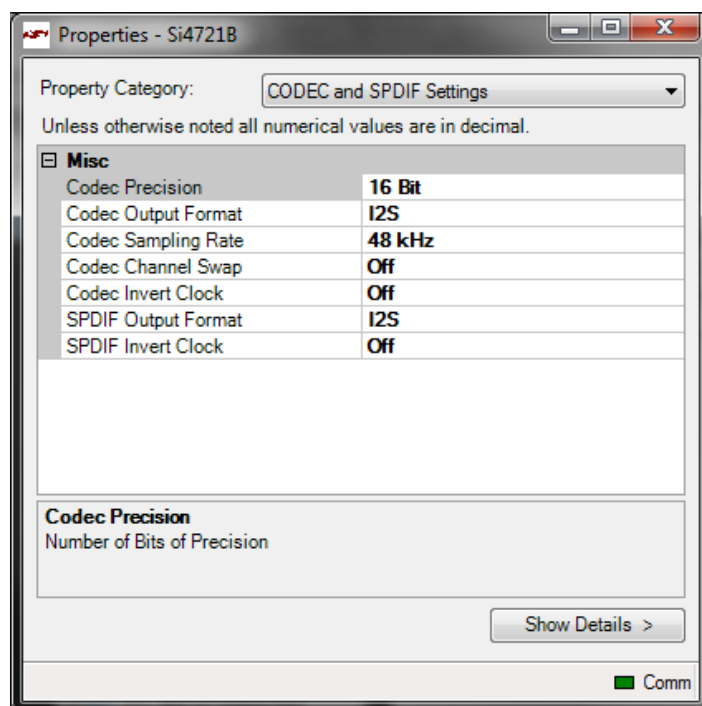 Properties - Si4721B
Property Category: CODEC and SPDIF Settings
Unless otherwise noted all numerical values are in decimal.
Misc
Codec Precision 16 Bit
Codec Output Format I2S
Codec Sampling Rate 48 kHz
Codec Channel Swap Off
Codec Invert Clock Off
SPDIF Output Format I2S
SPDIF Invert Clock Off
Codec Precision
Number of Bits of Precision
Show Details >
Comm